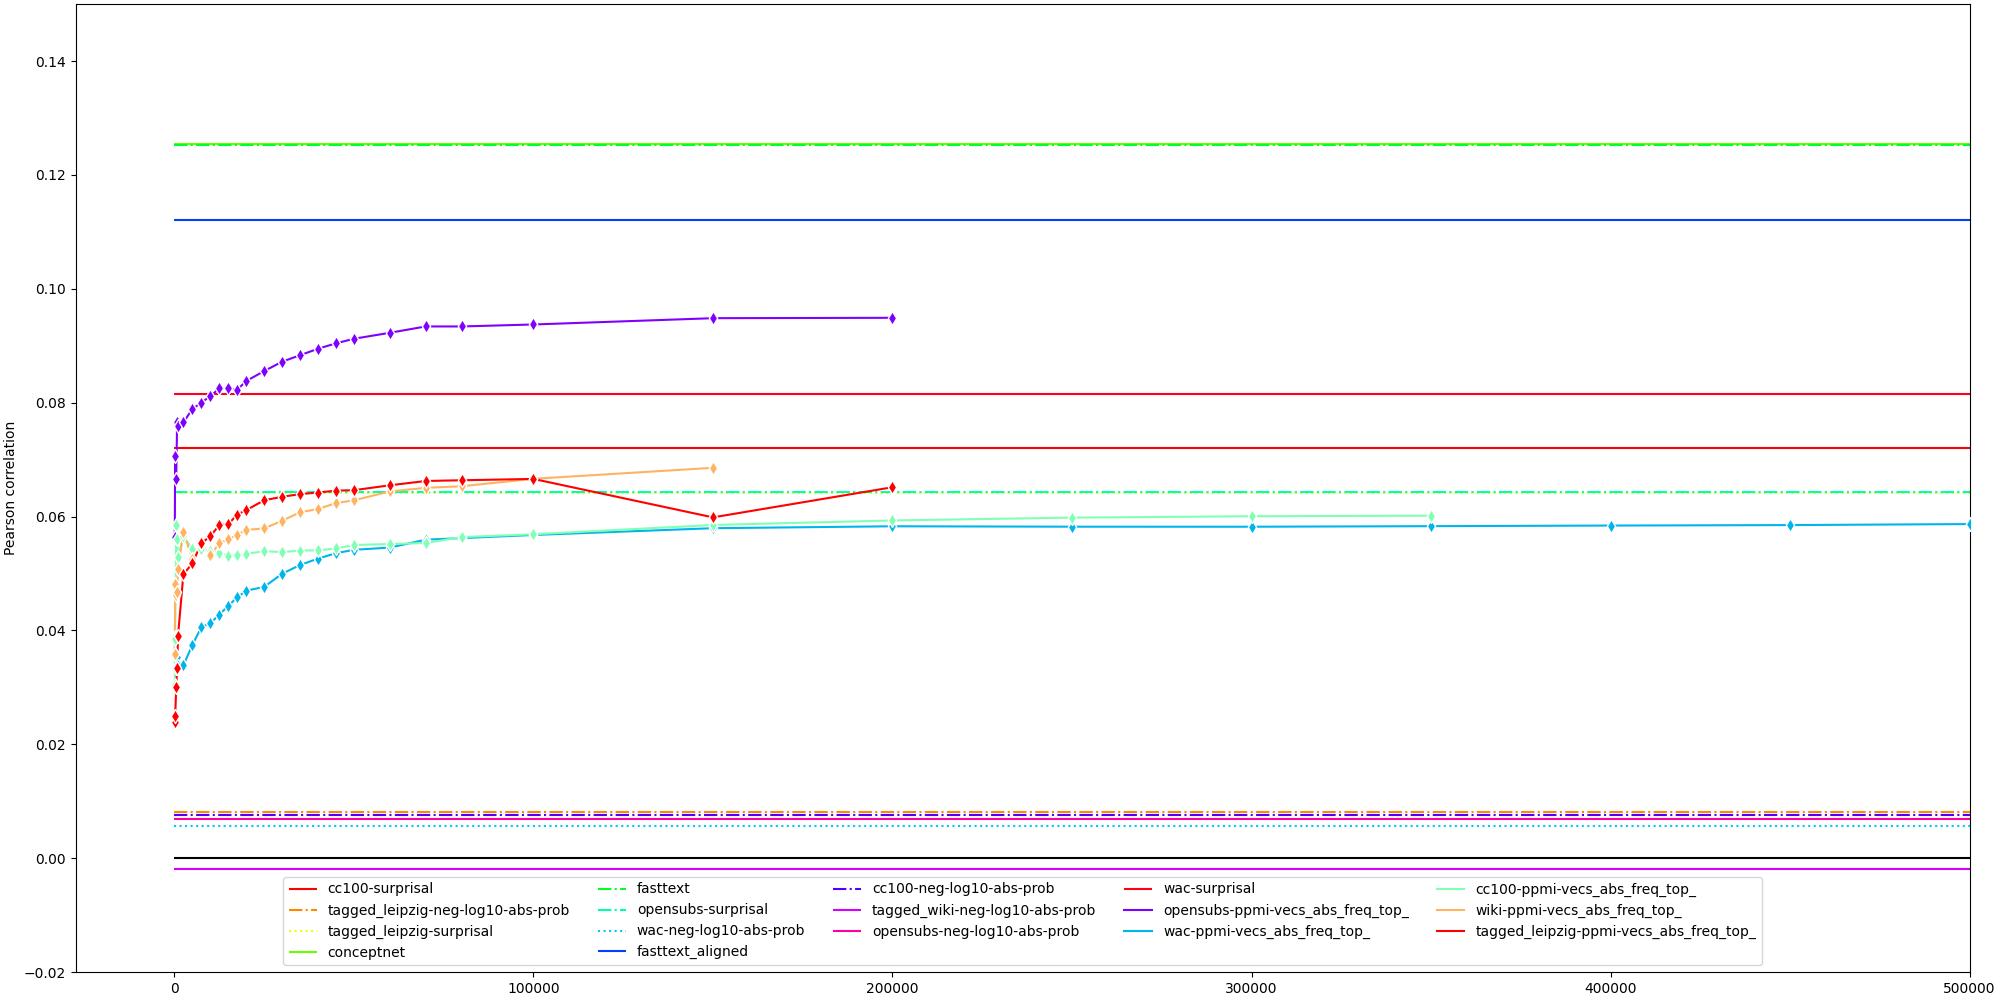 0.14
0.12
0.10
0.08
0.06
0.04
0.02
0.00
−0.02
Pearson correlation
cc100-surprisal
tagged_leipzig-neg-log10-abs-prob
tagged_leipzig-surprisal
conceptnet
fasttext
opensubs-surprisal
wac-neg-log10-abs-prob
fasttext_aligned
cc100-neg-log10-abs-prob
tagged_wiki-neg-log10-abs-prob
opensubs-neg-log10-abs-prob
wac-surprisal
opensubs-ppmi-vecs_abs_freq_top_
wac-ppmi-vecs_abs_freq_top_
cc100-ppmi-vecs_abs_freq_top_
wiki-ppmi-vecs_abs_freq_top_
tagged_leipzig-ppmi-vecs_abs_freq_top_
0 100000 200000 300000 400000 500000